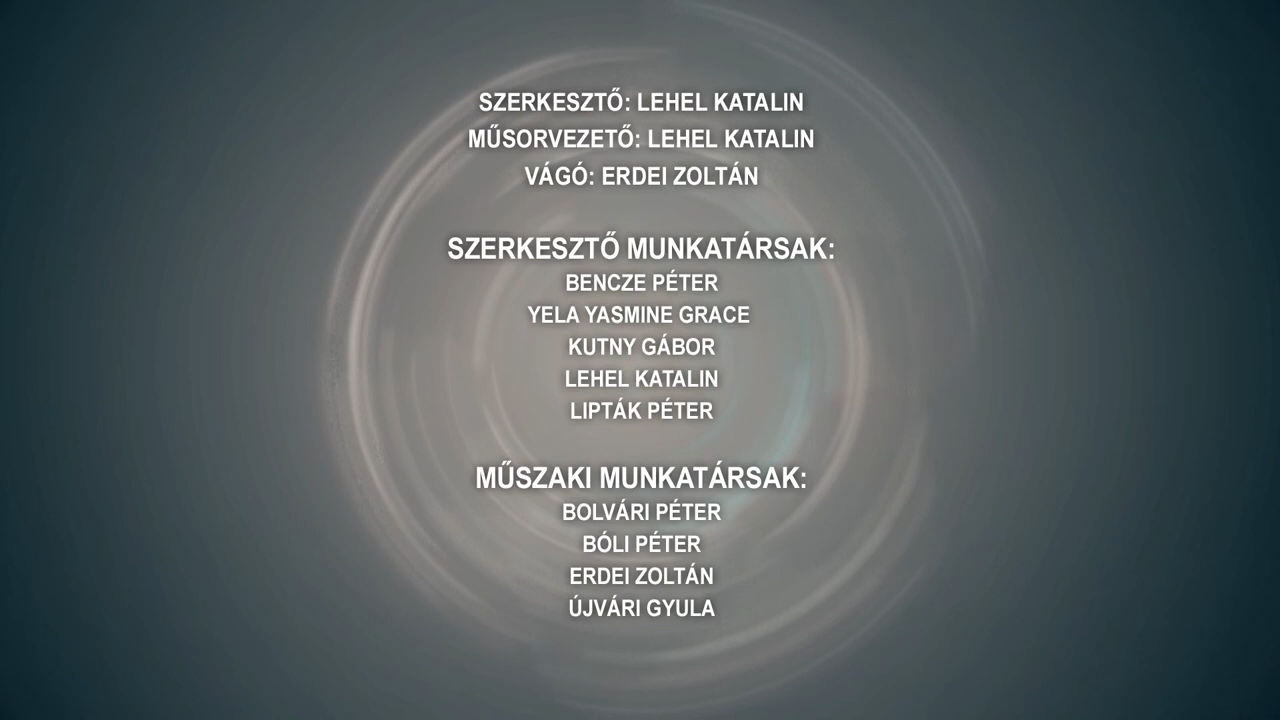 SZERKESZTŐ: LEHEL KATALIN
MŰSORVEZETŐ: LEHEL KATALIN
VÁGÓ: ERDEI ZOLTÁN
SZERKESZTŐ MUNKATÁRSAK:
BENCZE PÉTER
YELA YASMINE GRACE
KUTNY GÁBOR
LEHEL KATALIN
LIPTÁK PÉTER
MŰSZAKI MUNKATÁRSAK:
BOLVÁRI PÉTER
BÓLI PÉTER
ERDEI ZOLTÁN
ÚJVÁRI GYULA